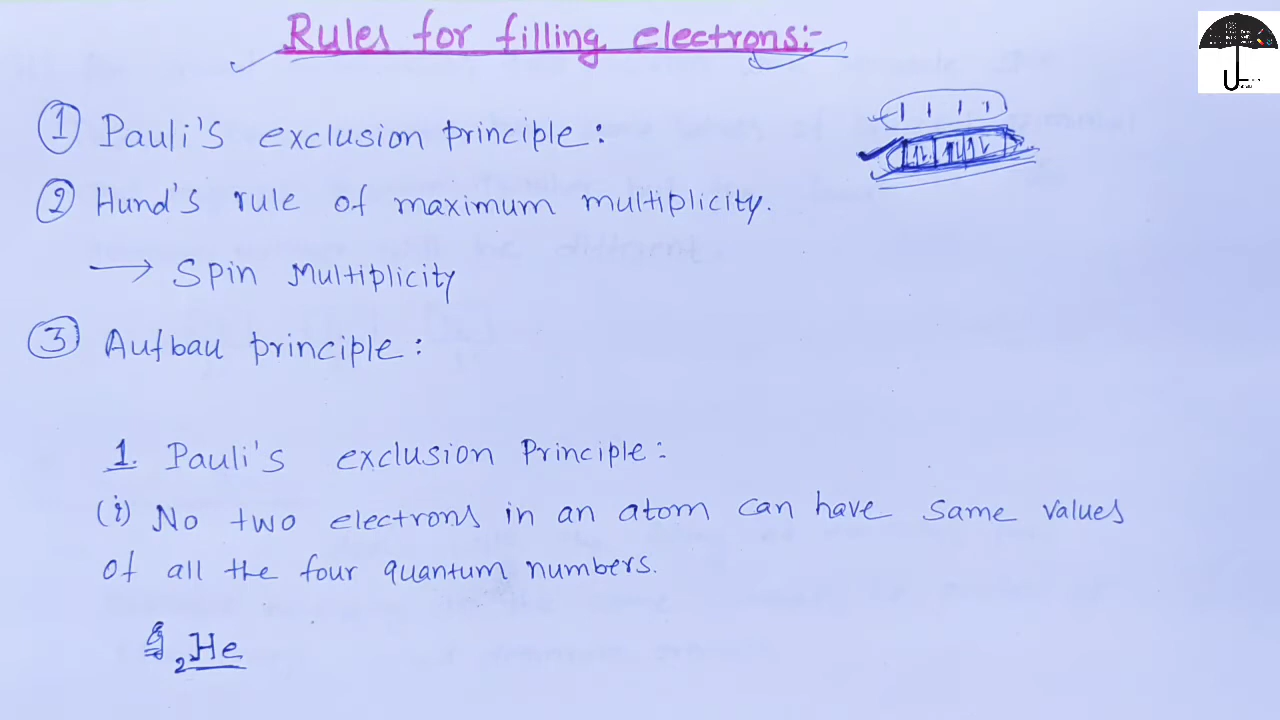 Rules for filling electrons:-
① Pauli's exclusion principle:
② Hund's rule of maximum multiplicity.
→ Spin Multiplicity
③ Aufbau principle:
1. Pauli's exclusion Principle:
(i) No two electrons in an atom can have same values
of all the four quantum numbers.
₂He